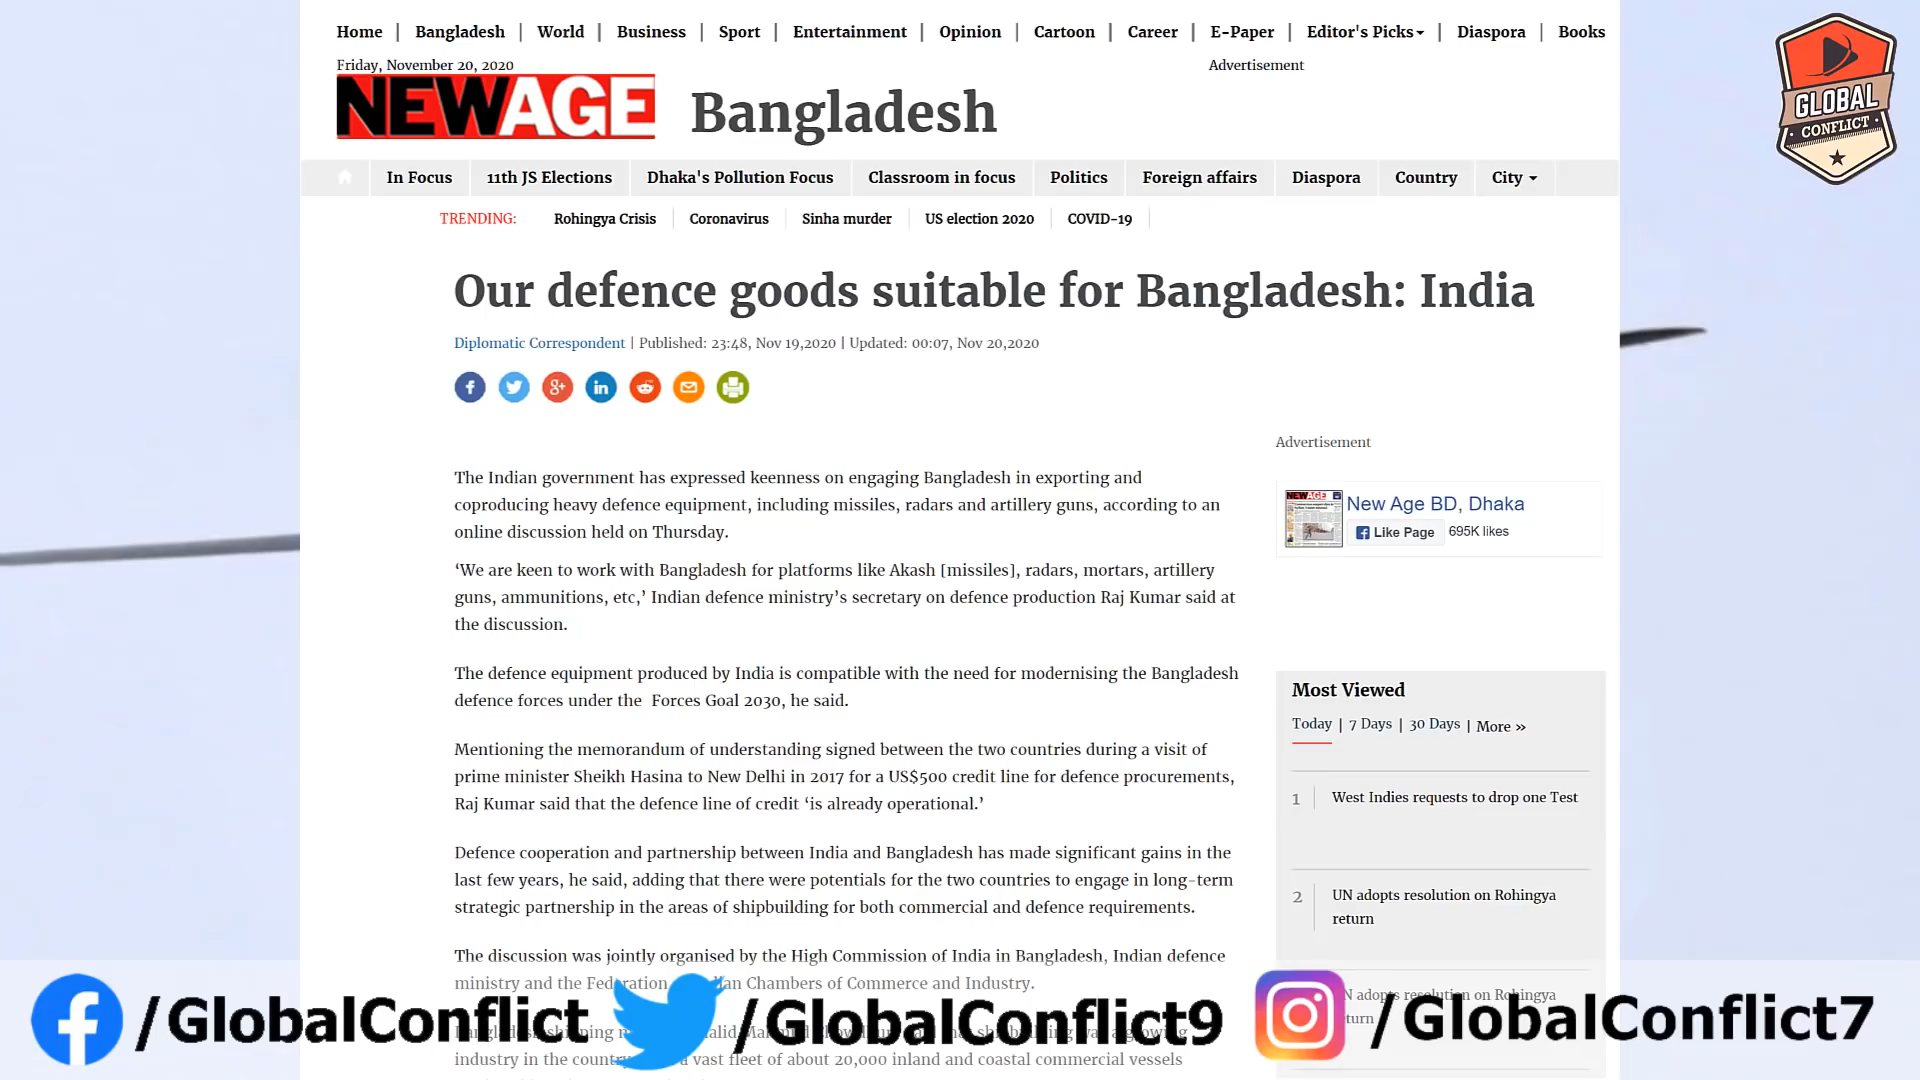 Home | Bangladesh | World | Business | Sport | Entertainment | Opinion | Cartoon | Career | E-Paper | Editor's Picks | Diaspora | Books
Friday, November 20, 2020
Advertisement
NEWAGE
Bangladesh
GLOBAL
CONFLICT
In Focus
11th JS Elections
Dhaka's Pollution Focus
Classroom in focus
Politics
Foreign affairs
Diaspora
Country
City
TRENDING: Rohingya Crisis Coronavirus Sinha murder US election 2020 COVID-19
Our defence goods suitable for Bangladesh: India
Diplomatic Correspondent | Published: 23:48, Nov 19,2020 | Updated: 00:07, Nov 20,2020
The Indian government has expressed keenness on engaging Bangladesh in exporting and
coproducing heavy defence equipment, including missiles, radars and artillery guns, according to an
online discussion held on Thursday.
‘We are keen to work with Bangladesh for platforms like Akash [missiles], radars, mortars, artillery
guns, ammunitions, etc,’ Indian defence ministry’s secretary on defence production Raj Kumar said at
the discussion.
The defence equipment produced by India is compatible with the need for modernising the Bangladesh
defence forces under the Forces Goal 2030, he said.
Mentioning the memorandum of understanding signed between the two countries during a visit of
prime minister Sheikh Hasina to New Delhi in 2017 for a US$500 credit line for defence procurements,
Raj Kumar said that the defence line of credit ‘is already operational.’
Defence cooperation and partnership between India and Bangladesh has made significant gains in the
last few years, he said, adding that there were potentials for the two countries to engage in long-term
strategic partnership in the areas of shipbuilding for both commercial and defence requirements.
The discussion was jointly organised by the High Commission of India in Bangladesh, Indian defence
ministry and the Chambers of Commerce and Industry.
industry in the vast fleet of about 20,000 inland and coastal commercial vessels
Advertisement
NEWAGE
New Age BD, Dhaka
Like Page 695K likes
Most Viewed
Today | 7 Days | 30 Days | More »
1 West Indies requests to drop one Test
2 UN adopts resolution on Rohingya
return
adopts resolution on Rohingya
/GlobalConflict
/GlobalConflict9
/GlobalConflict7